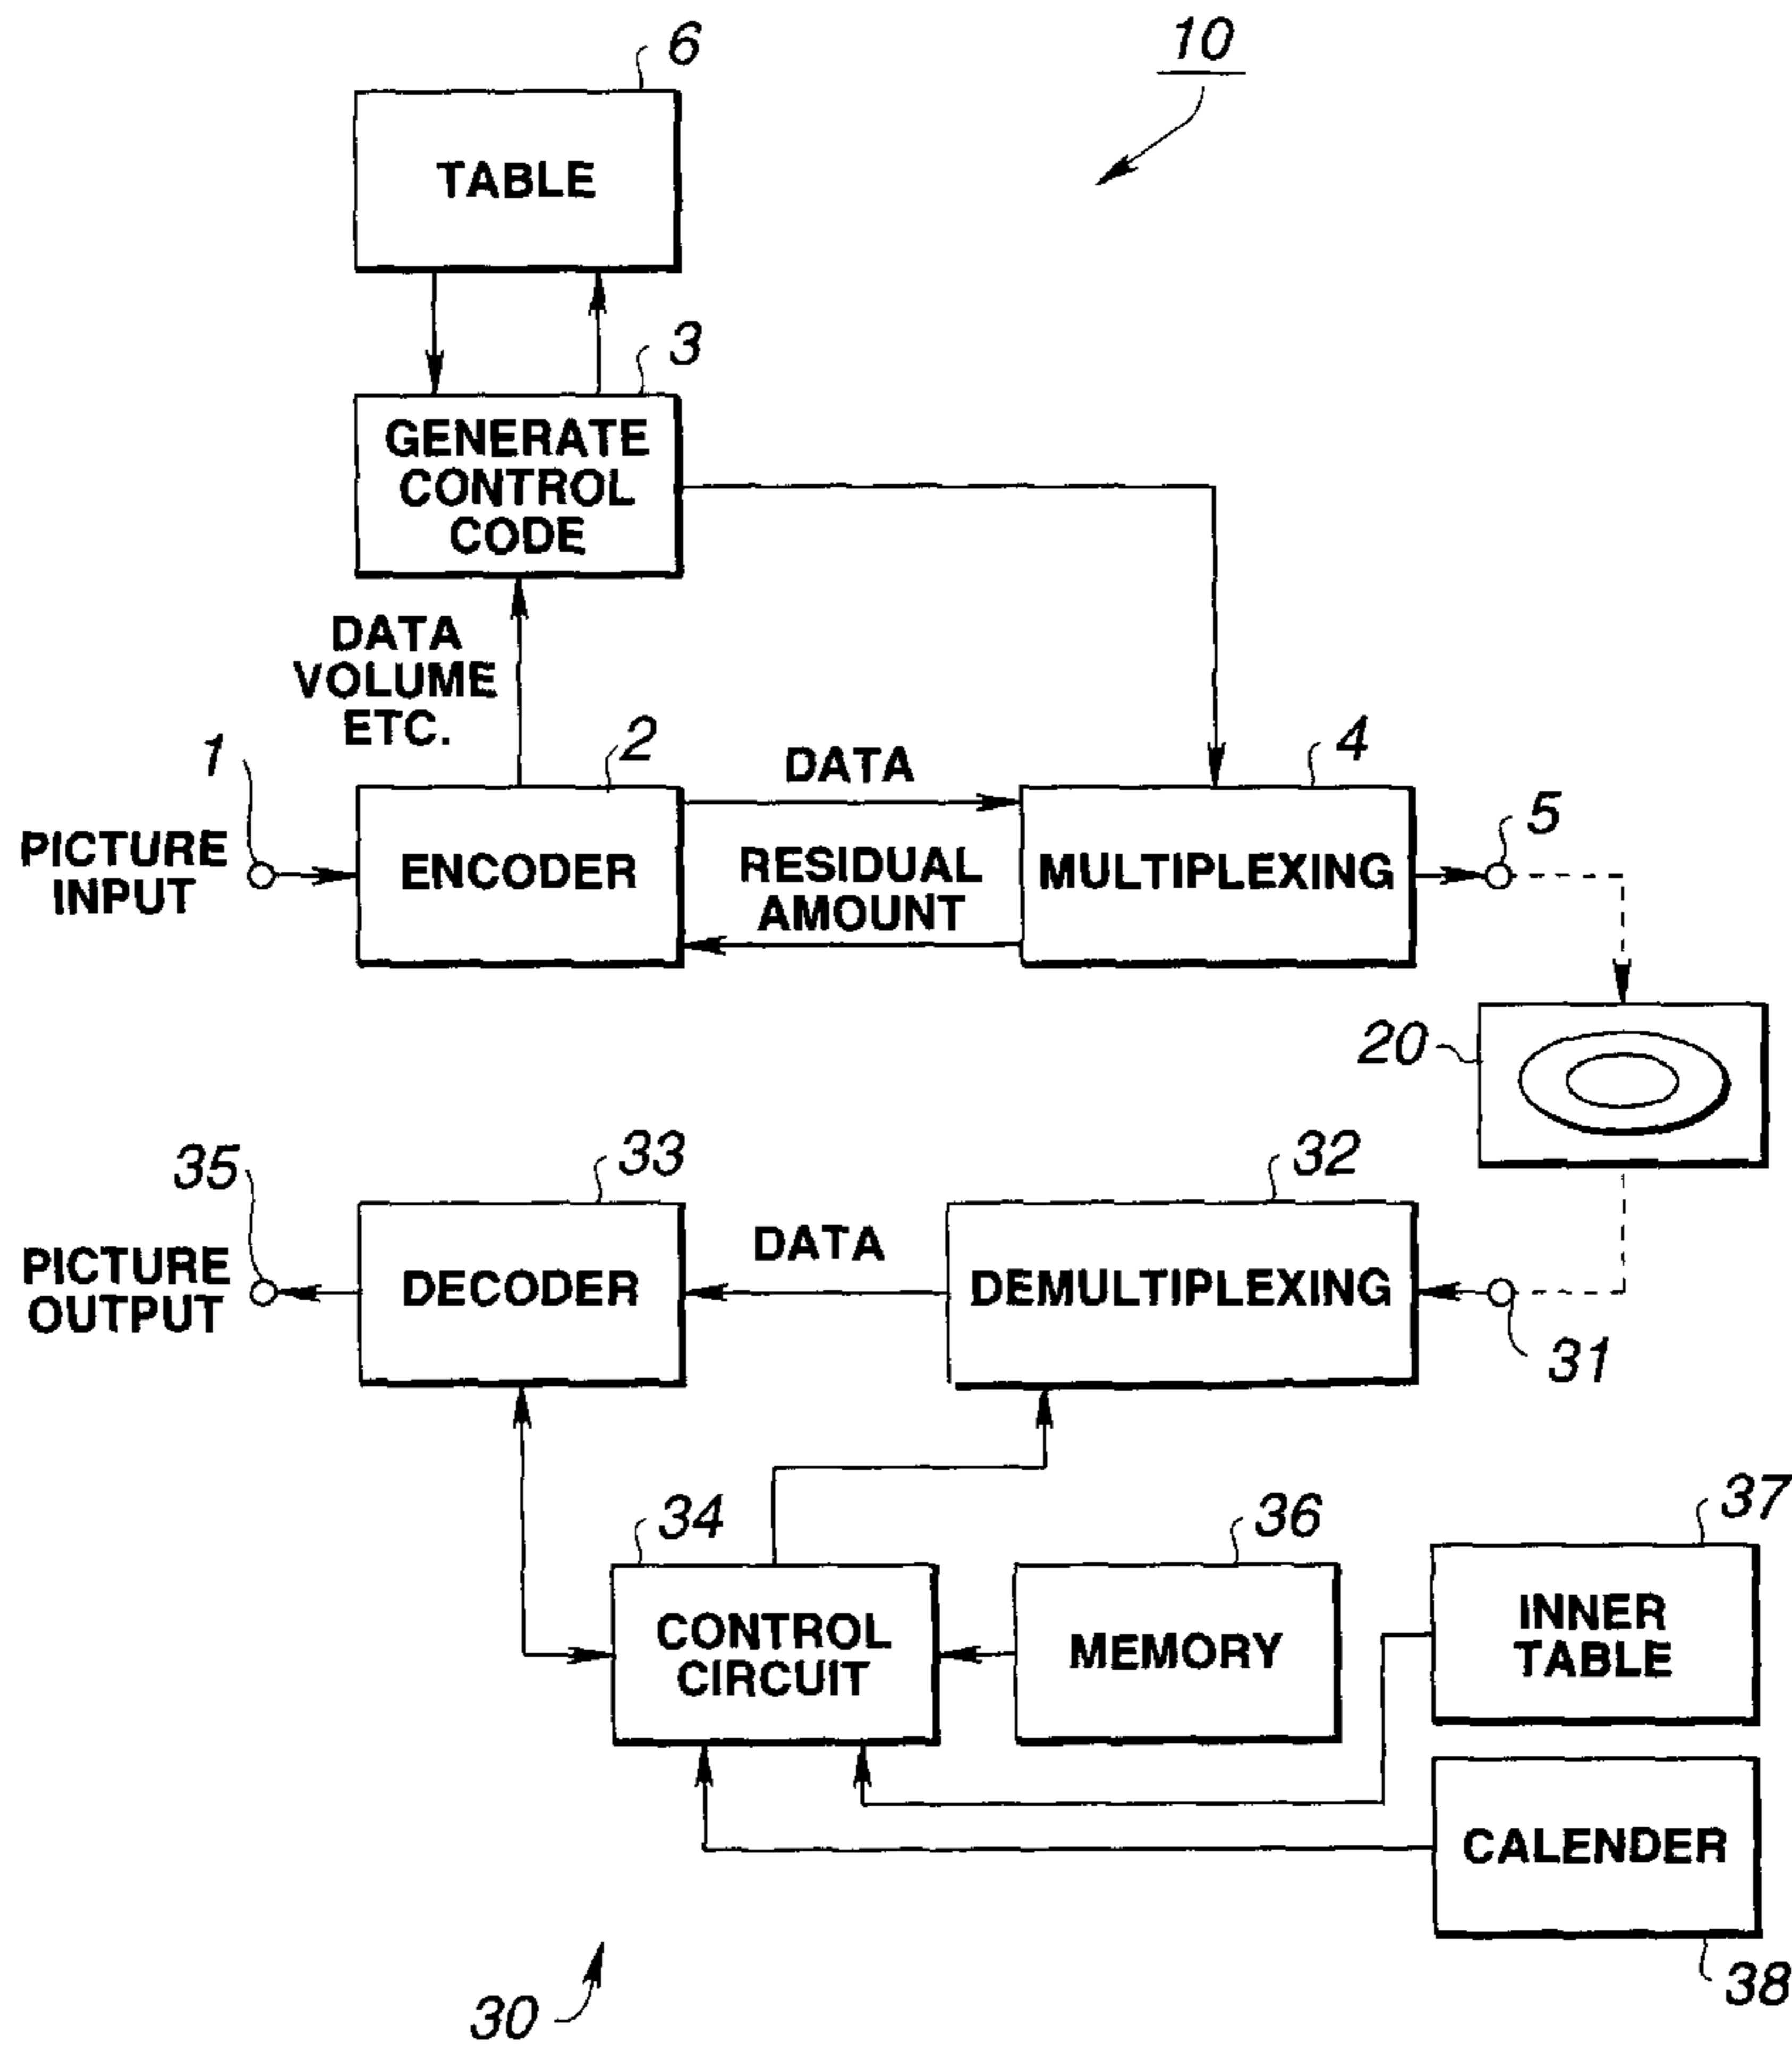 6
10
TABLE
3
GENERATE
CONTROL
CODE
DATA
VOLUME
ETC.
1
2
DATA
4
5
PICTURE
INPUT
ENCODER
RESIDUAL
AMOUNT
MULTIPLEXING
20
35
33
32
PICTURE
OUTPUT
DECODER
DATA
DEMULTIPLEXING
31
34
36
37
CONTROL
CIRCUIT
MEMORY
INNER
TABLE
CALENDER
30
38